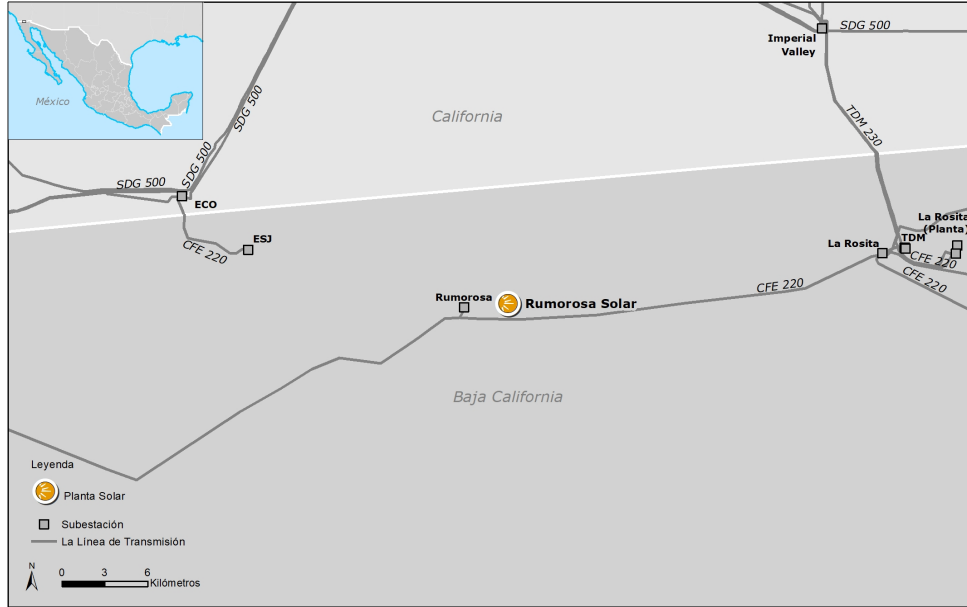 México
California
Imperial
Valley
SDG 500
SDG 500
SDG 500
SDG 500
TDM 230
ECO
ESJ
CFE 220
La Rosita
(Planta)
TDM
La Rosita
CFE 220
CFE 220
CFE 220
Rumorosa
Rumorosa Solar
Baja California
Leyenda
Planta Solar
Subestación
La Línea de Transmisión
N
0 3 6
Kilómetros